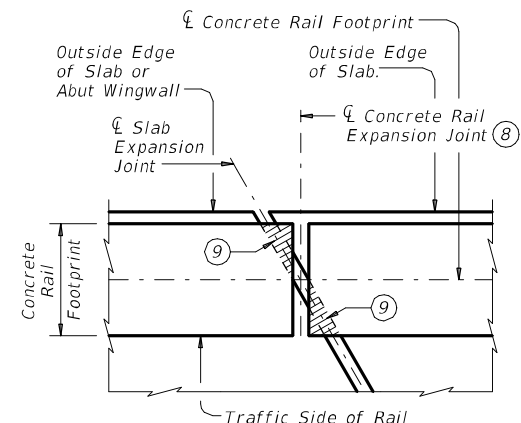 ℄ Concrete Rail Footprint
Outside Edge
of Slab or
Abut Wingwall
Outside Edge
of Slab.
℄ Slab
Expansion
Joint
℄ Concrete Rail
Expansion Joint 8
9
9
Concrete
Rail
Footprint
Traffic Side of Rail